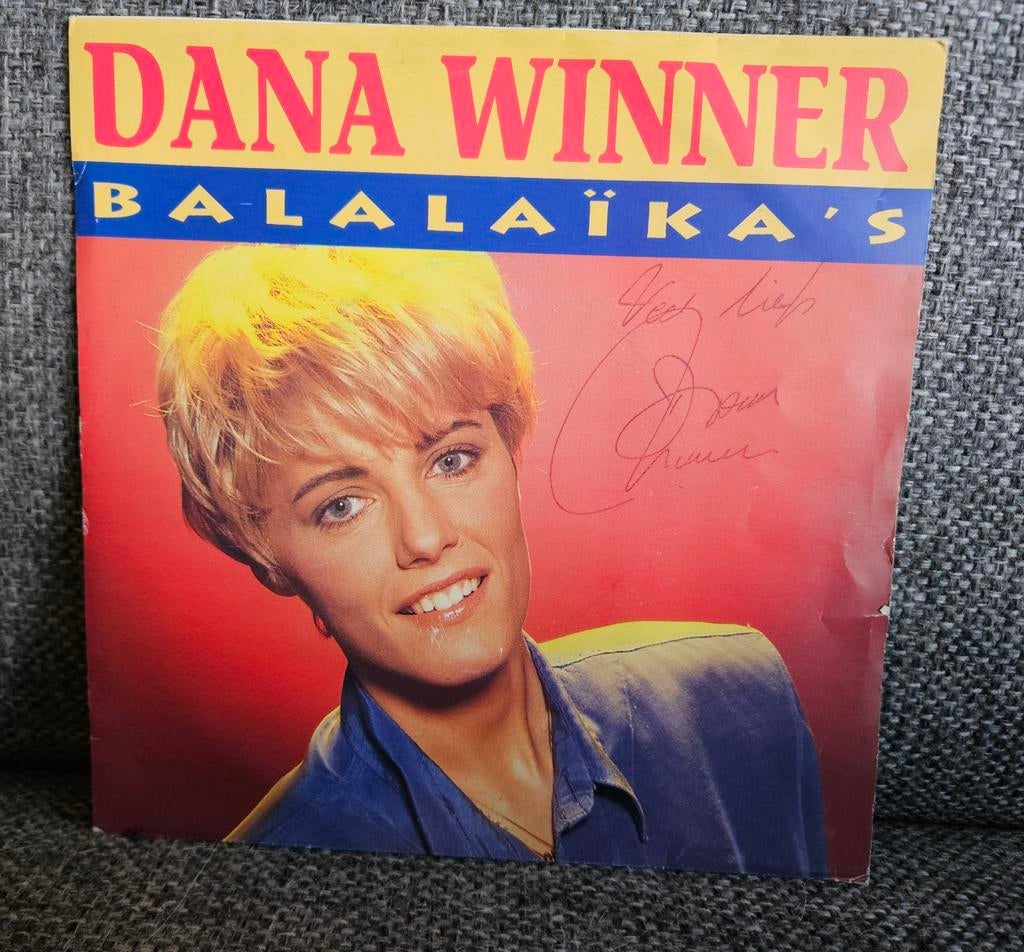 DANA WINNER
BALALAÏKA'S
Veel liefs
Dana
Winner